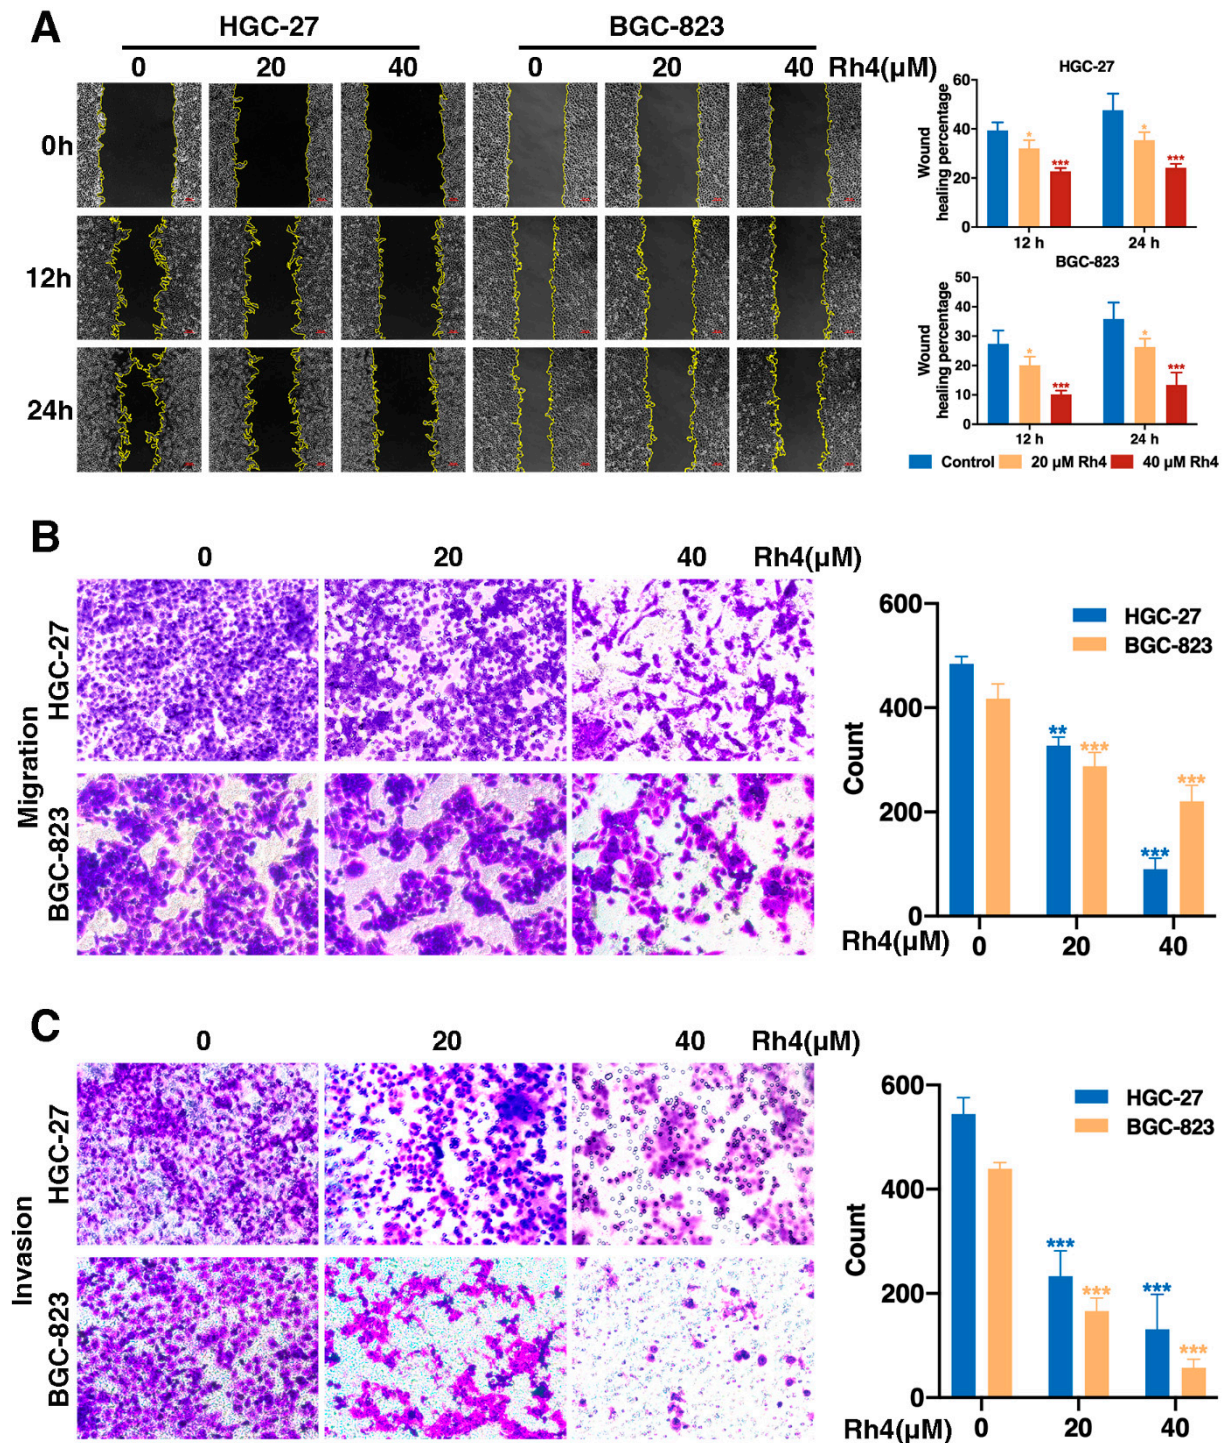 A
HGC-27
BGC-823
0 20 40 0 20 40 Rh4(μM)
0h
12h
24h
HGC-27
60
40
20
0
Wound
healing percentage
* *** * ***
12 h 24 h
BGC-823
50
40
30
20
10
0
Wound
healing percentage
* *** * ***
12 h 24 h
Control 20 μM Rh4 40 μM Rh4
B
0 20 40 Rh4(μM)
Migration
HGC-27
BGC-823
600
400
200
0
Count
HGC-27
BGC-823
** *** *** ***
Rh4(μM) 0 20 40
C
0 20 40 Rh4(μM)
Invasion
HGC-27
BGC-823
600
400
200
0
Count
HGC-27
BGC-823
*** *** *** ***
Rh4(μM) 0 20 40